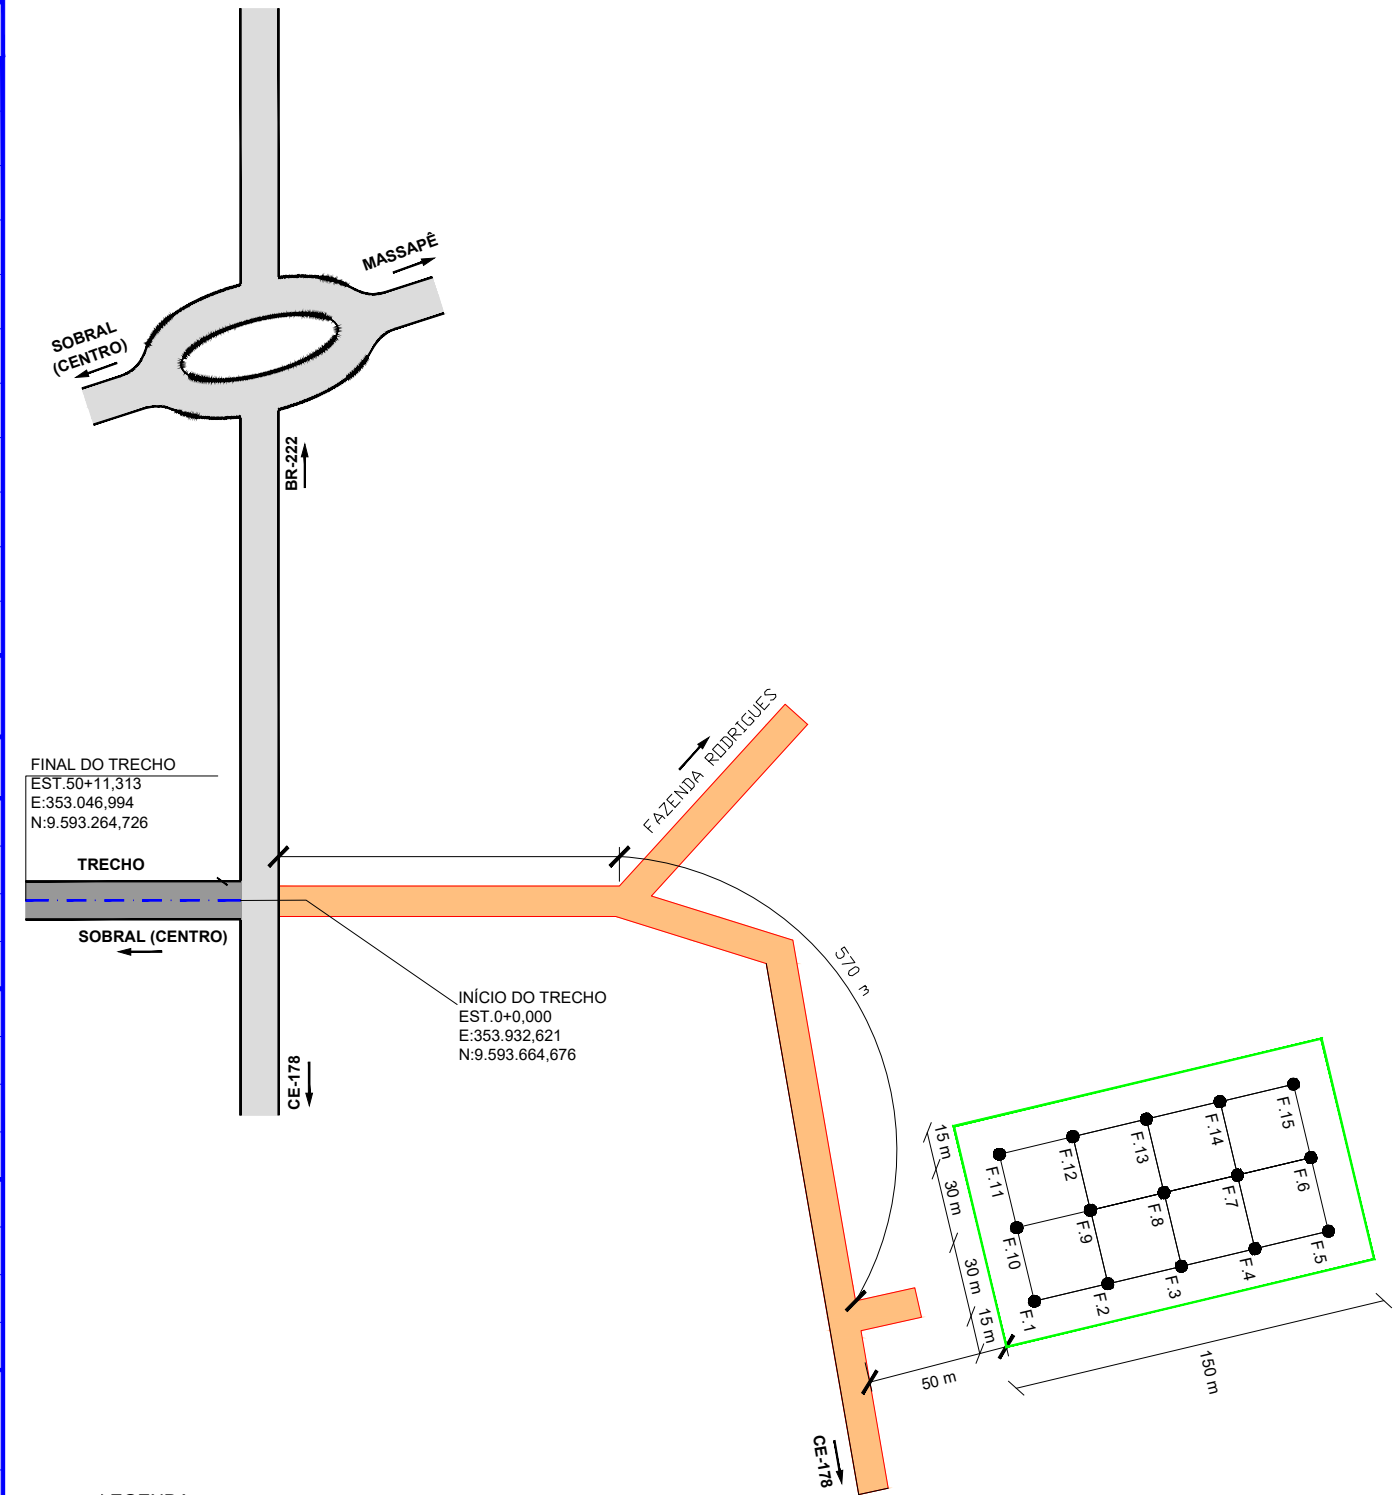 MASSAPÊ
SOBRAL
(CENTRO)
BR-222
FAZENDA RODRIGUES
FINAL DO TRECHO
EST.50+11,313
E:353.046,994
N:9.593.264,726
TRECHO
SOBRAL (CENTRO)
570 m
INÍCIO DO TRECHO
EST.0+0,000
E:353.932,621
N:9.593.664,676
CE-178
15 m
30 m
30 m
15 m
F.11
F.12
F.13
F.14
F.15
F.10
F.9
F.8
F.7
F.6
F.1
F.2
F.3
F.4
F.5
50 m
150 m
CE-178